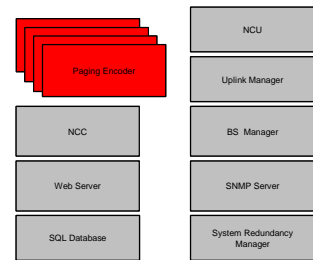 Paging Encoder
NCC
Web Server
SQL Database
NCU
Uplink Manager
BS Manager
SNMP Server
System Redundancy
Manager